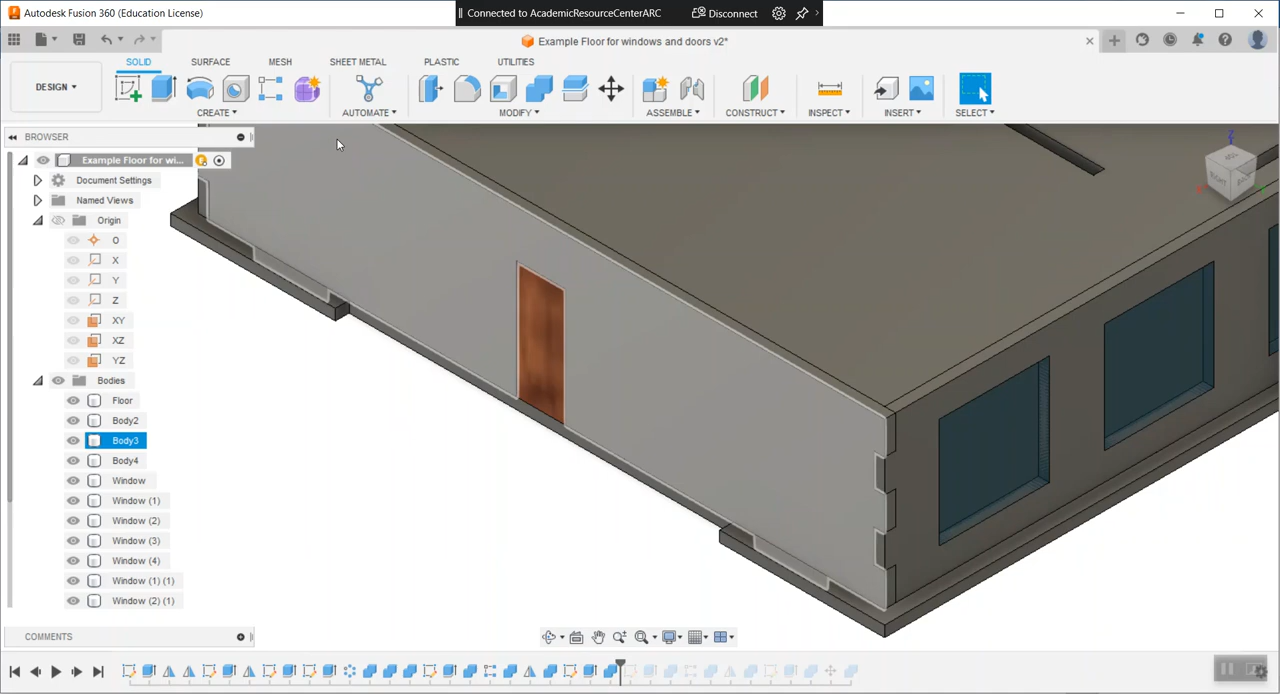 Autodesk Fusion 360 (Education License)
Connected to AcademicResourceCenterARC
Disconnect
Example Floor for windows and doors v2*
SOLID
SURFACE
MESH
SHEET METAL
PLASTIC
UTILITIES
DESIGN
CREATE
AUTOMATE
MODIFY
ASSEMBLE
CONSTRUCT
INSPECT
INSERT
SELECT
BROWSER
Example Floor for wi...
Document Settings
Named Views
Origin
O
X
Y
Z
XY
XZ
YZ
Bodies
Floor
Body2
Body3
Body4
Window
Window (1)
Window (2)
Window (3)
Window (4)
Window (1) (1)
Window (2) (1)
COMMENTS
Z
RIGHT